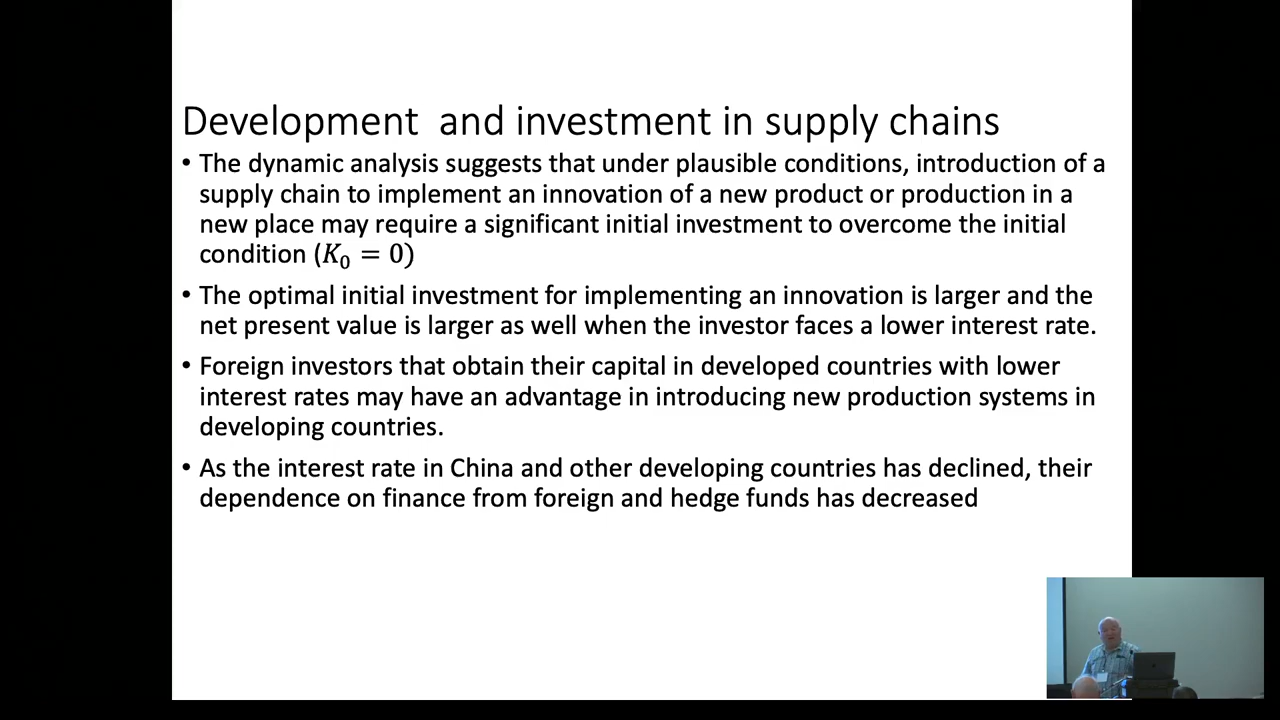 Development  and investment in supply chains
• The dynamic analysis suggests that under plausible conditions, introduction of a
supply chain to implement an innovation of a new product or production in a
new place may require a significant initial investment to overcome the initial
condition (K₀ = 0)
• The optimal initial investment for implementing an innovation is larger and the
net present value is larger as well when the investor faces a lower interest rate.
• Foreign investors that obtain their capital in developed countries with lower
interest rates may have an advantage in introducing new production systems in
developing countries.
• As the interest rate in China and other developing countries has declined, their
dependence on finance from foreign and hedge funds has decreased